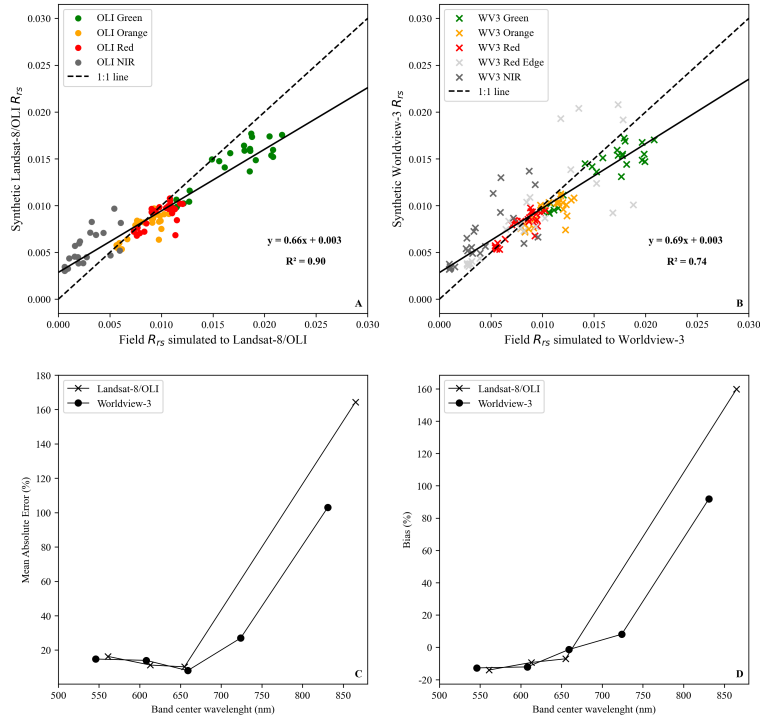 OLI Green
OLI Orange
OLI Red
OLI NIR
1:1 line
0.030
0.025
0.020
0.015
0.010
0.005
0.000
Synthetic Landsat-8/OLI Rrs
y = 0.66x + 0.003
R² = 0.90
A
0.000 0.005 0.010 0.015 0.020 0.025 0.030
Field Rrs simulated to Landsat-8/OLI
WV3 Green
WV3 Orange
WV3 Red
WV3 Red Edge
WV3 NIR
1:1 line
0.030
0.025
0.020
0.015
0.010
0.005
0.000
Synthetic Worldview-3 Rrs
y = 0.69x + 0.003
R² = 0.74
B
0.000 0.005 0.010 0.015 0.020 0.025 0.030
Field Rrs simulated to Worldview-3
Landsat-8/OLI
Worldview-3
180
160
140
120
100
80
60
40
20
Mean Absolute Error (%)
C
500 550 600 650 700 750 800 850
Band center wavelenght (nm)
Landsat-8/OLI
Worldview-3
160
140
120
100
80
60
40
20
0
-20
Bias (%)
D
500 550 600 650 700 750 800 850
Band center wavelenght (nm)